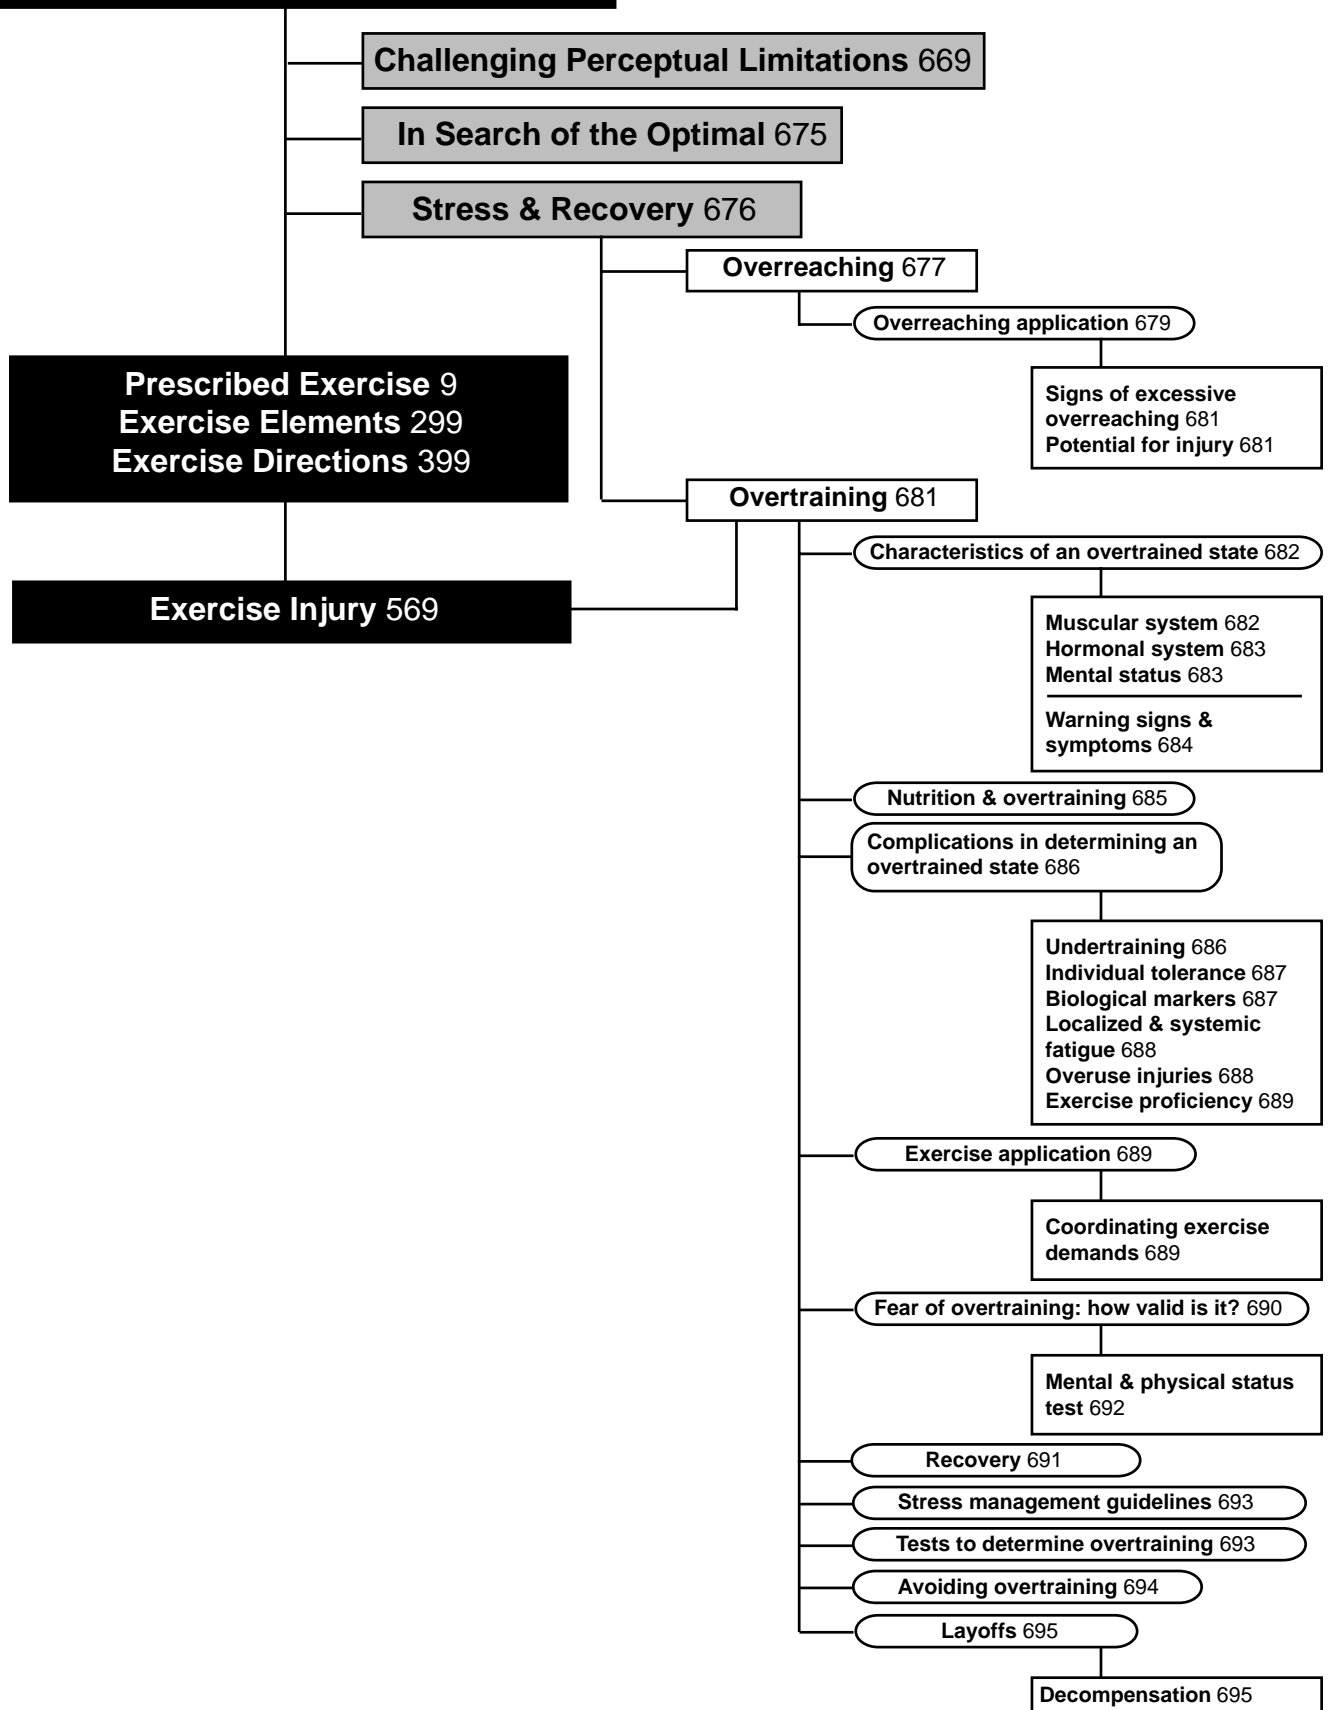 Challenging Perceptual Limitations 669
In Search of the Optimal 675
Stress & Recovery 676
Overreaching 677
Overreaching application 679
Signs of excessive
overreaching 681
Potential for injury 681
Prescribed Exercise 9
Exercise Elements 299
Exercise Directions 399
Overtraining 681
Characteristics of an overtrained state 682
Exercise Injury 569
Muscular system 682
Hormonal system 683
Mental status 683
Warning signs &
symptoms 684
Nutrition & overtraining 685
Complications in determining an
overtrained state 686
Undertraining 686
Individual tolerance 687
Biological markers 687
Localized & systemic
fatigue 688
Overuse injuries 688
Exercise proficiency 689
Exercise application 689
Coordinating exercise
demands 689
Fear of overtraining: how valid is it? 690
Mental & physical status
test 692
Recovery 691
Stress management guidelines 693
Tests to determine overtraining 693
Avoiding overtraining 694
Layoffs 695
Decompensation 695